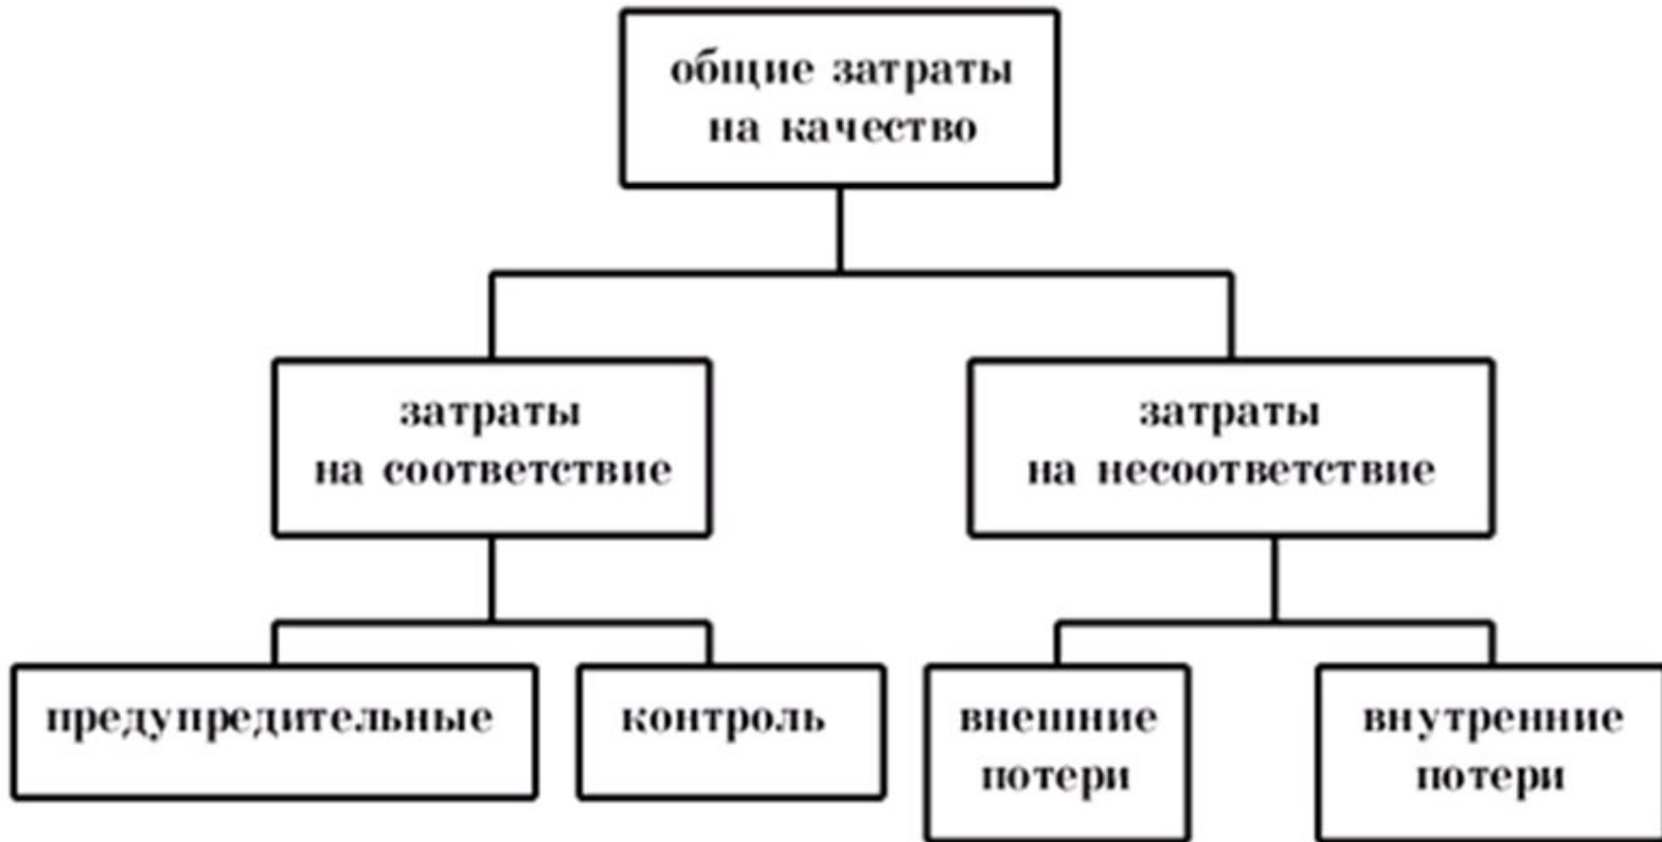 общие затраты
на качество
затраты
на соответствие
затраты
на несоответствие
предупредительные
контроль
внешние
потери
внутренние
потери